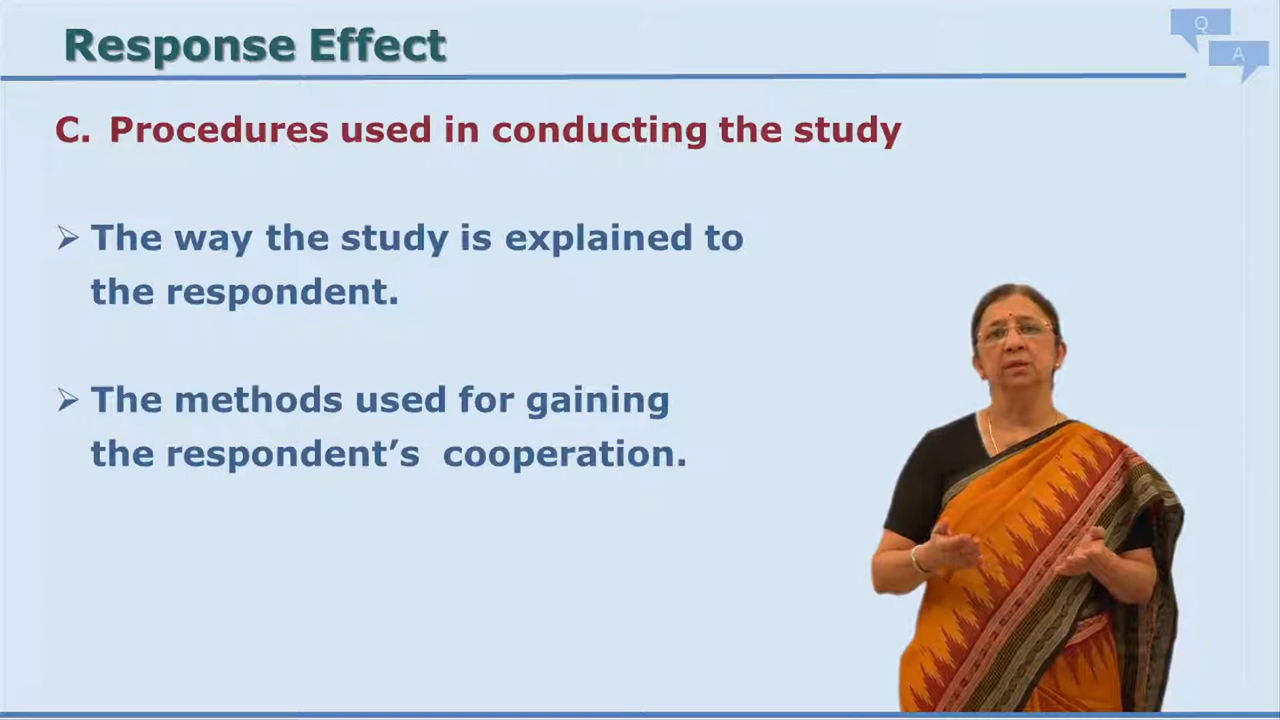 Response Effect
Q
A
C. Procedures used in conducting the study
➢ The way the study is explained to
the respondent.
➢ The methods used for gaining
the respondent’s cooperation.